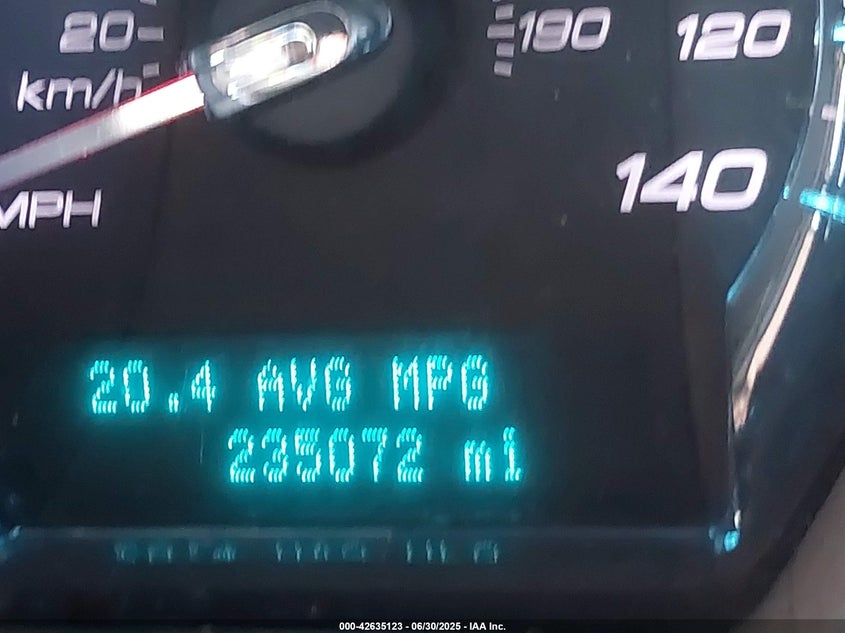 20 190 120
km/h
140
MPH
20.4 AVG MPG
235072 mi
000-42635123 - 06/30/2025 - IAA Inc.